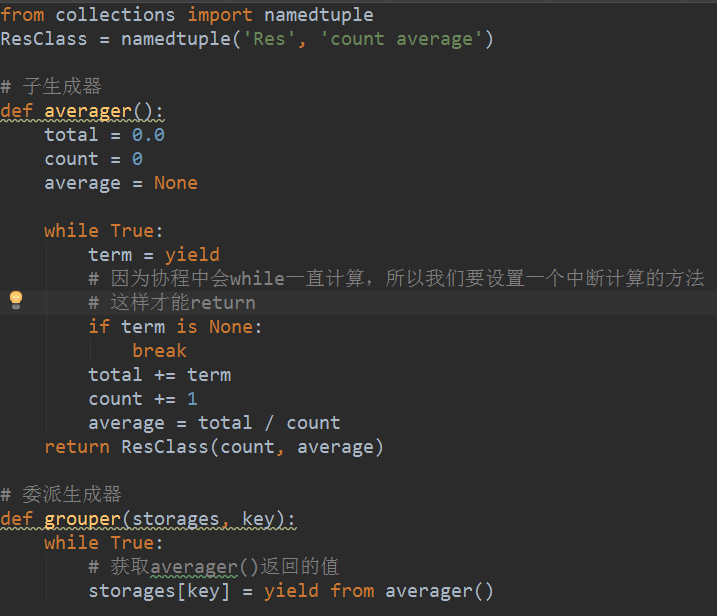 from collections import namedtuple
ResClass = namedtuple('Res', 'count average')
# 子生成器
def averager():
    total = 0.0
    count = 0
    average = None
    while True:
        term = yield
        # 因为协程中会while一直计算，所以我们要设置一个中断计算的方法
        # 这样才能return
        if term is None:
            break
        total += term
        count += 1
        average = total / count
    return ResClass(count, average)
# 委派生成器
def grouper(storages, key):
    while True:
        # 获取averager()返回的值
        storages[key] = yield from averager()